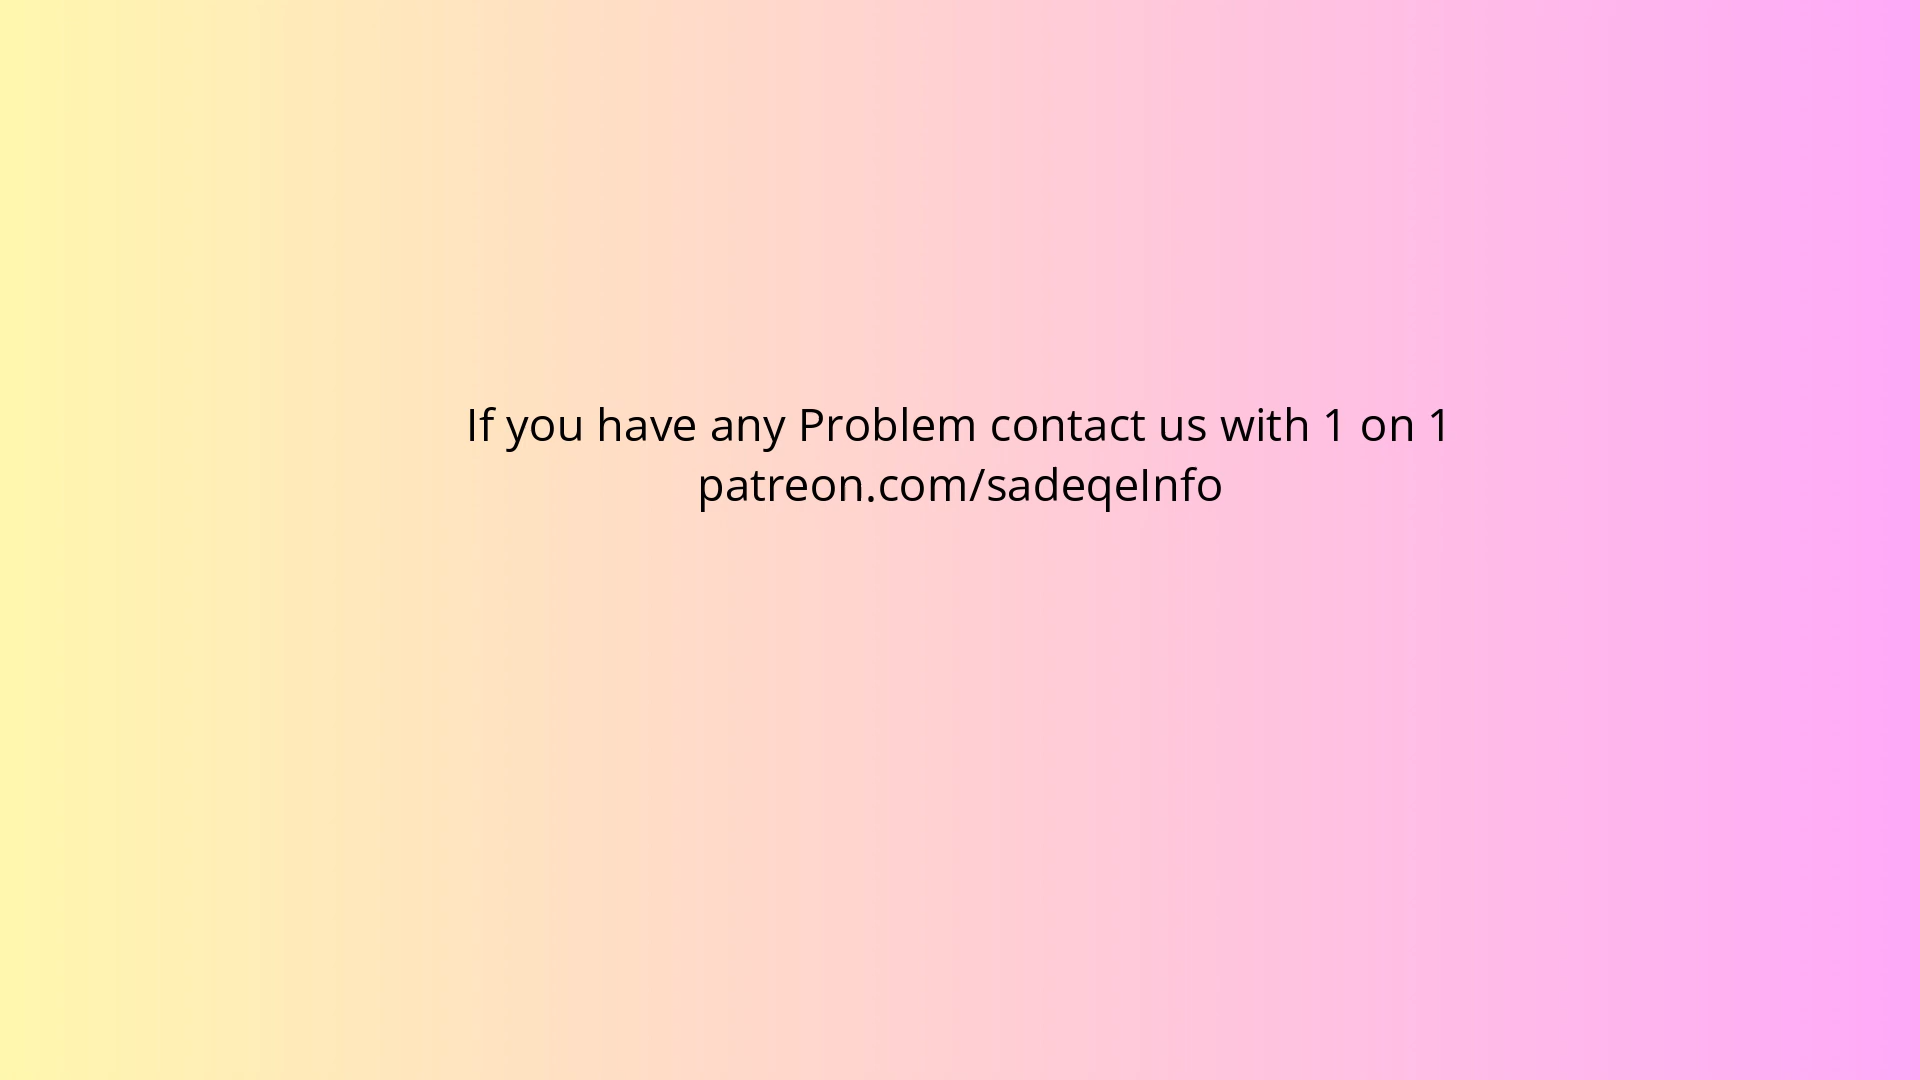 If you have any Problem contact us with 1 on 1
patreon.com/sadeqeInfo